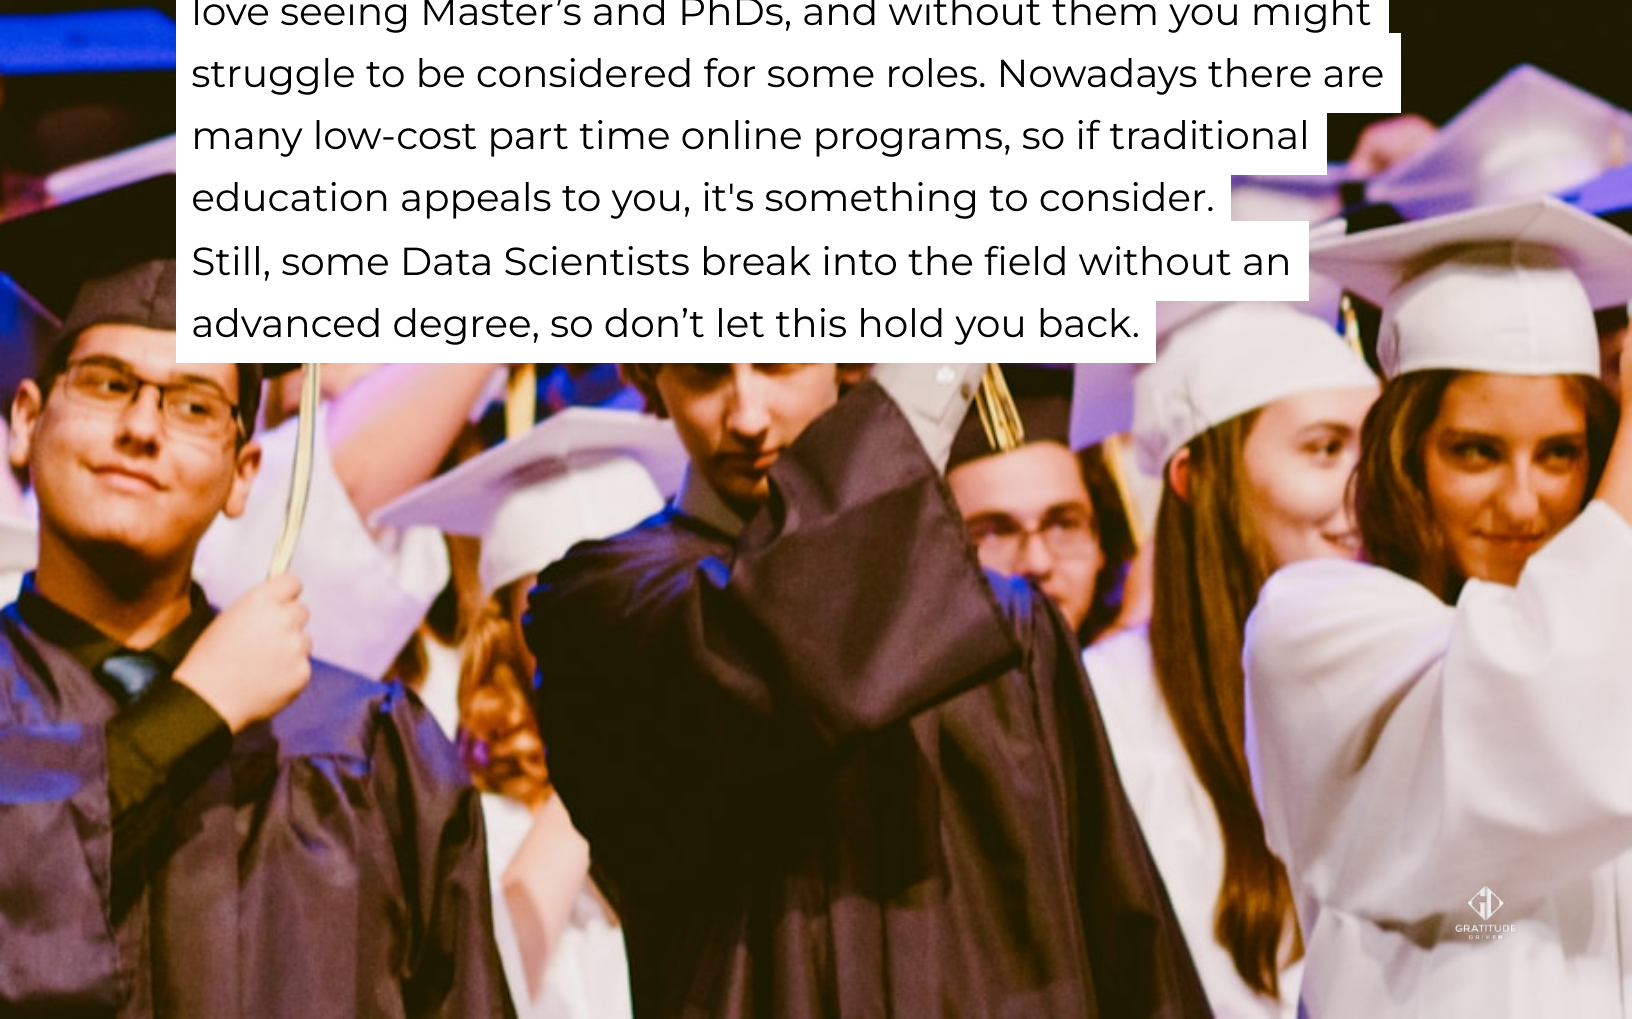 love seeing Master’s and PhDs, and without them you might
struggle to be considered for some roles. Nowadays there are
many low-cost part time online programs, so if traditional
education appeals to you, it's something to consider.
Still, some Data Scientists break into the field without an
advanced degree, so don’t let this hold you back.
GRATITUDE
DRIVEN